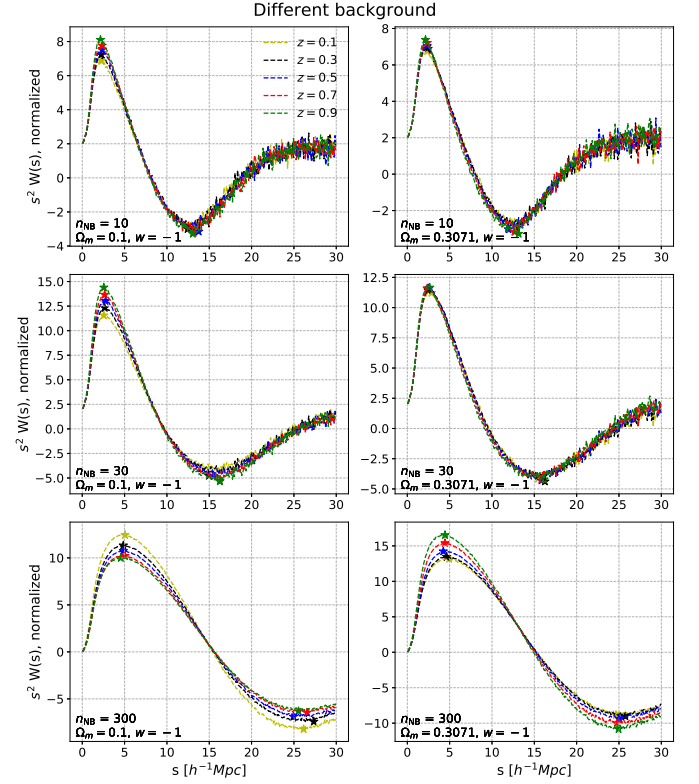 Different background
8
6
4
2
0
−2
−4
s² W(s), normalized
z = 0.1
z = 0.3
z = 0.5
z = 0.7
z = 0.9
n_NB = 10
Ω_m = 0.1, w = −1
0 5 10 15 20 25 30
8
6
4
2
0
−2
n_NB = 10
Ω_m = 0.3071, w = −1
0 5 10 15 20 25 30
15.0
12.5
10.0
7.5
5.0
2.5
0.0
−2.5
−5.0
s² W(s), normalized
n_NB = 30
Ω_m = 0.1, w = −1
0 5 10 15 20 25 30
12.5
10.0
7.5
5.0
2.5
0.0
−2.5
−5.0
n_NB = 30
Ω_m = 0.3071, w = −1
0 5 10 15 20 25 30
10
5
0
−5
s² W(s), normalized
n_NB = 300
Ω_m = 0.1, w = −1
0 5 10 15 20 25 30
s [h⁻¹Mpc]
15
10
5
0
−5
−10
n_NB = 300
Ω_m = 0.3071, w = −1
0 5 10 15 20 25 30
s [h⁻¹Mpc]